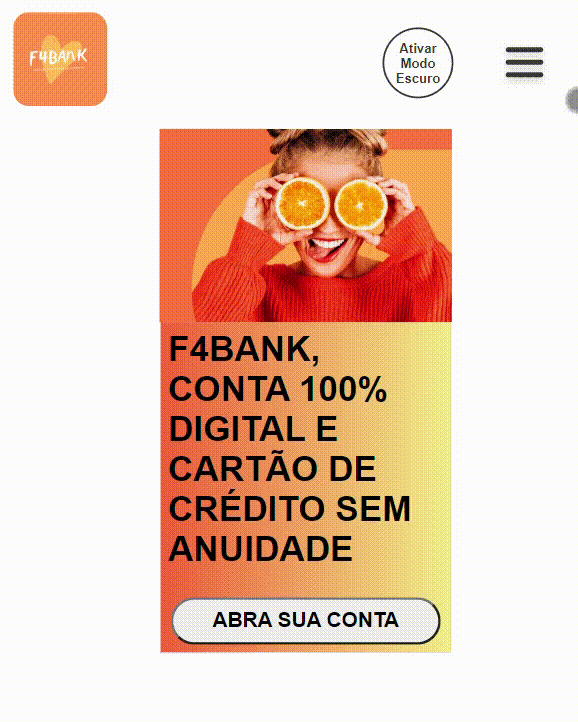 F4BANK
Ativar
Modo
Escuro
F4BANK,
CONTA 100%
DIGITAL E
CARTÃO DE
CRÉDITO SEM
ANUIDADE
ABRA SUA CONTA